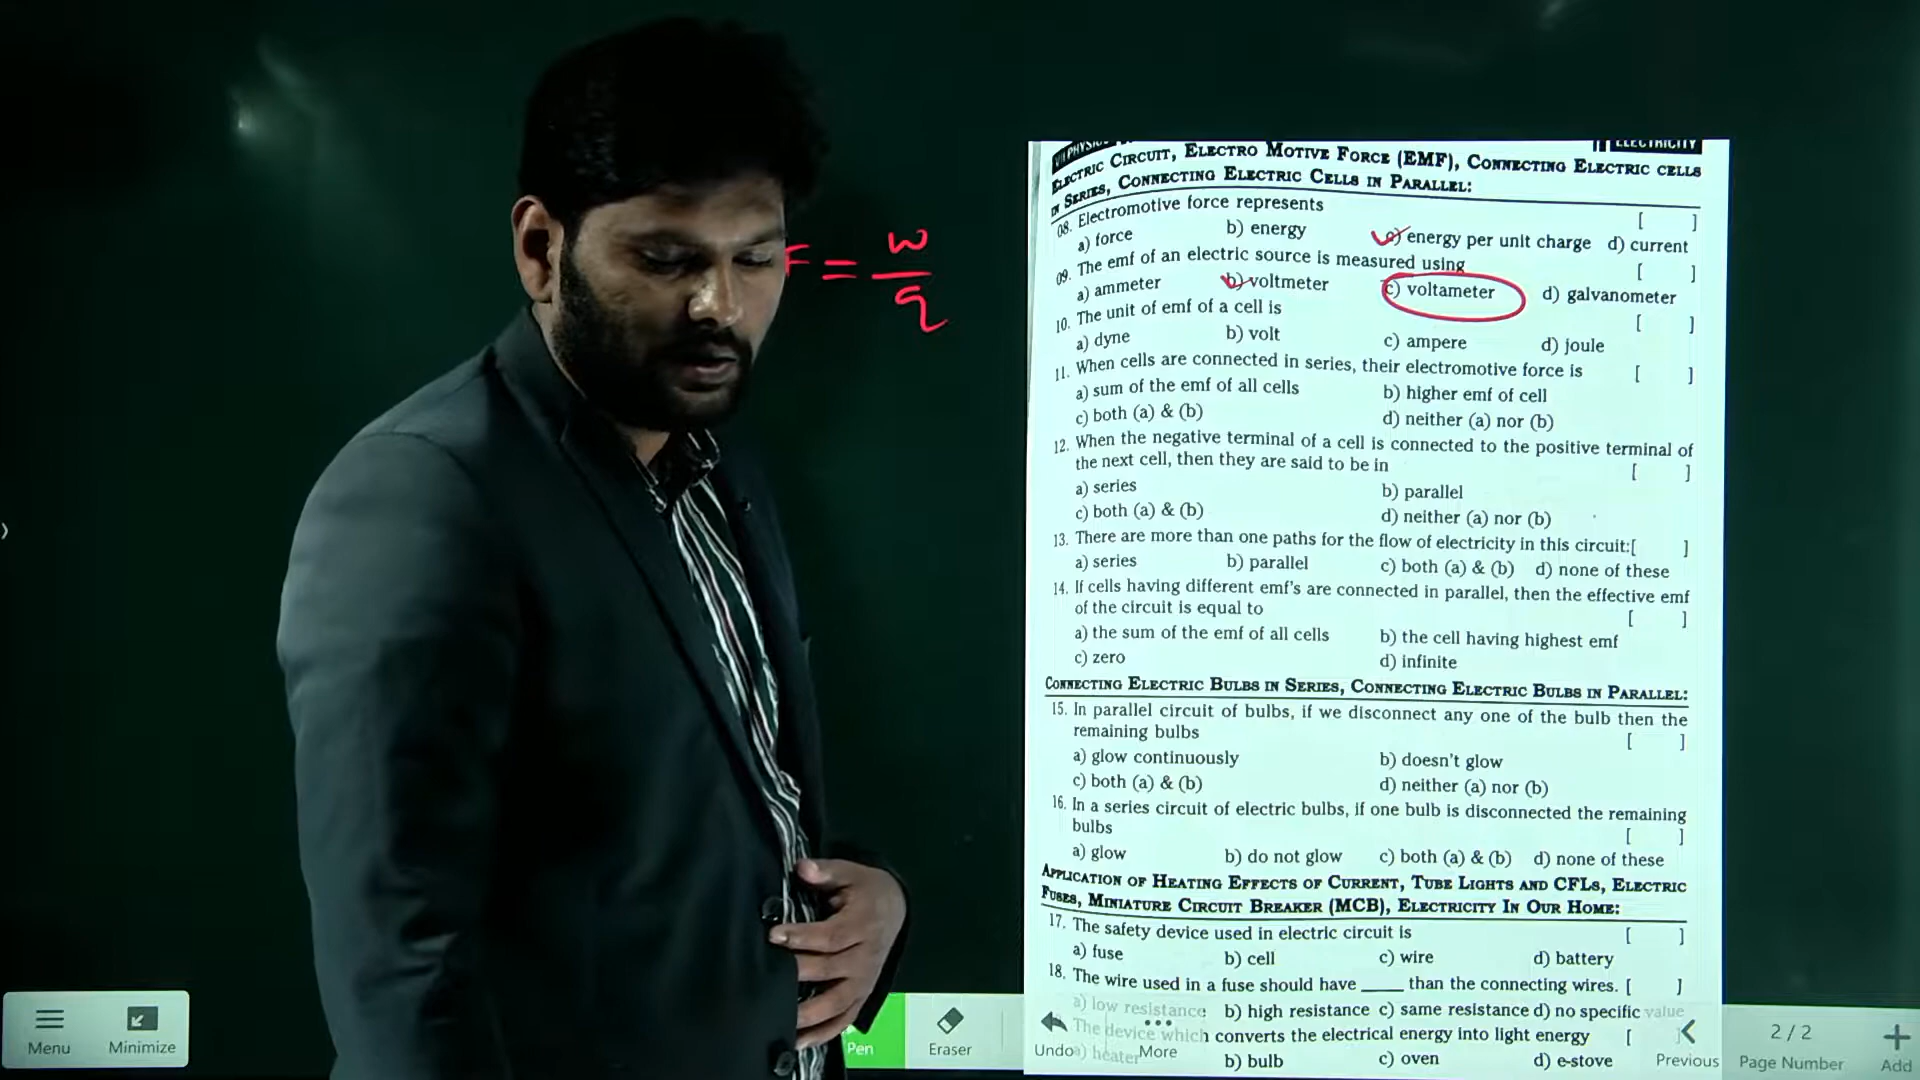 F = w
q
VII PHYSICS
ELECTRICITY
ELECTRIC CIRCUIT, ELECTRO MOTIVE FORCE (EMF), CONNECTING ELECTRIC CELLS
IN SERIES, CONNECTING ELECTRIC CELLS IN PARALLEL:
08. Electromotive force represents [ ]
a) force b) energy c) energy per unit charge d) current
09. The emf of an electric source is measured using [ ]
a) ammeter b) voltmeter c) voltameter d) galvanometer
10. The unit of emf of a cell is [ ]
a) dyne b) volt c) ampere d) joule
11. When cells are connected in series, their electromotive force is [ ]
a) sum of the emf of all cells b) higher emf of cell
c) both (a) & (b) d) neither (a) nor (b)
12. When the negative terminal of a cell is connected to the positive terminal of
the next cell, then they are said to be in [ ]
a) series b) parallel
c) both (a) & (b) d) neither (a) nor (b)
13. There are more than one paths for the flow of electricity in this circuit:[ ]
a) series b) parallel c) both (a) & (b) d) none of these
14. If cells having different emf's are connected in parallel, then the effective emf
of the circuit is equal to [ ]
a) the sum of the emf of all cells b) the cell having highest emf
c) zero d) infinite
CONNECTING ELECTRIC BULBS IN SERIES, CONNECTING ELECTRIC BULBS IN PARALLEL:
15. In parallel circuit of bulbs, if we disconnect any one of the bulb then the
remaining bulbs [ ]
a) glow continuously b) doesn't glow
c) both (a) & (b) d) neither (a) nor (b)
16. In a series circuit of electric bulbs, if one bulb is disconnected the remaining
bulbs [ ]
a) glow b) do not glow c) both (a) & (b) d) none of these
APPLICATION OF HEATING EFFECTS OF CURRENT, TUBE LIGHTS AND CFLS, ELECTRIC
FUSES, MINIATURE CIRCUIT BREAKER (MCB), ELECTRICITY IN OUR HOME:
17. The safety device used in electric circuit is [ ]
a) fuse b) cell c) wire d) battery
18. The wire used in a fuse should have ____ than the connecting wires. [ ]
a) low resistance b) high resistance c) same resistance d) no specific value
The device which converts the electrical energy into light energy [ ]
a) heater b) bulb c) oven d) e-stove
Menu Minimize Pen Eraser Undo More Previous
2 / 2
Page Number Add